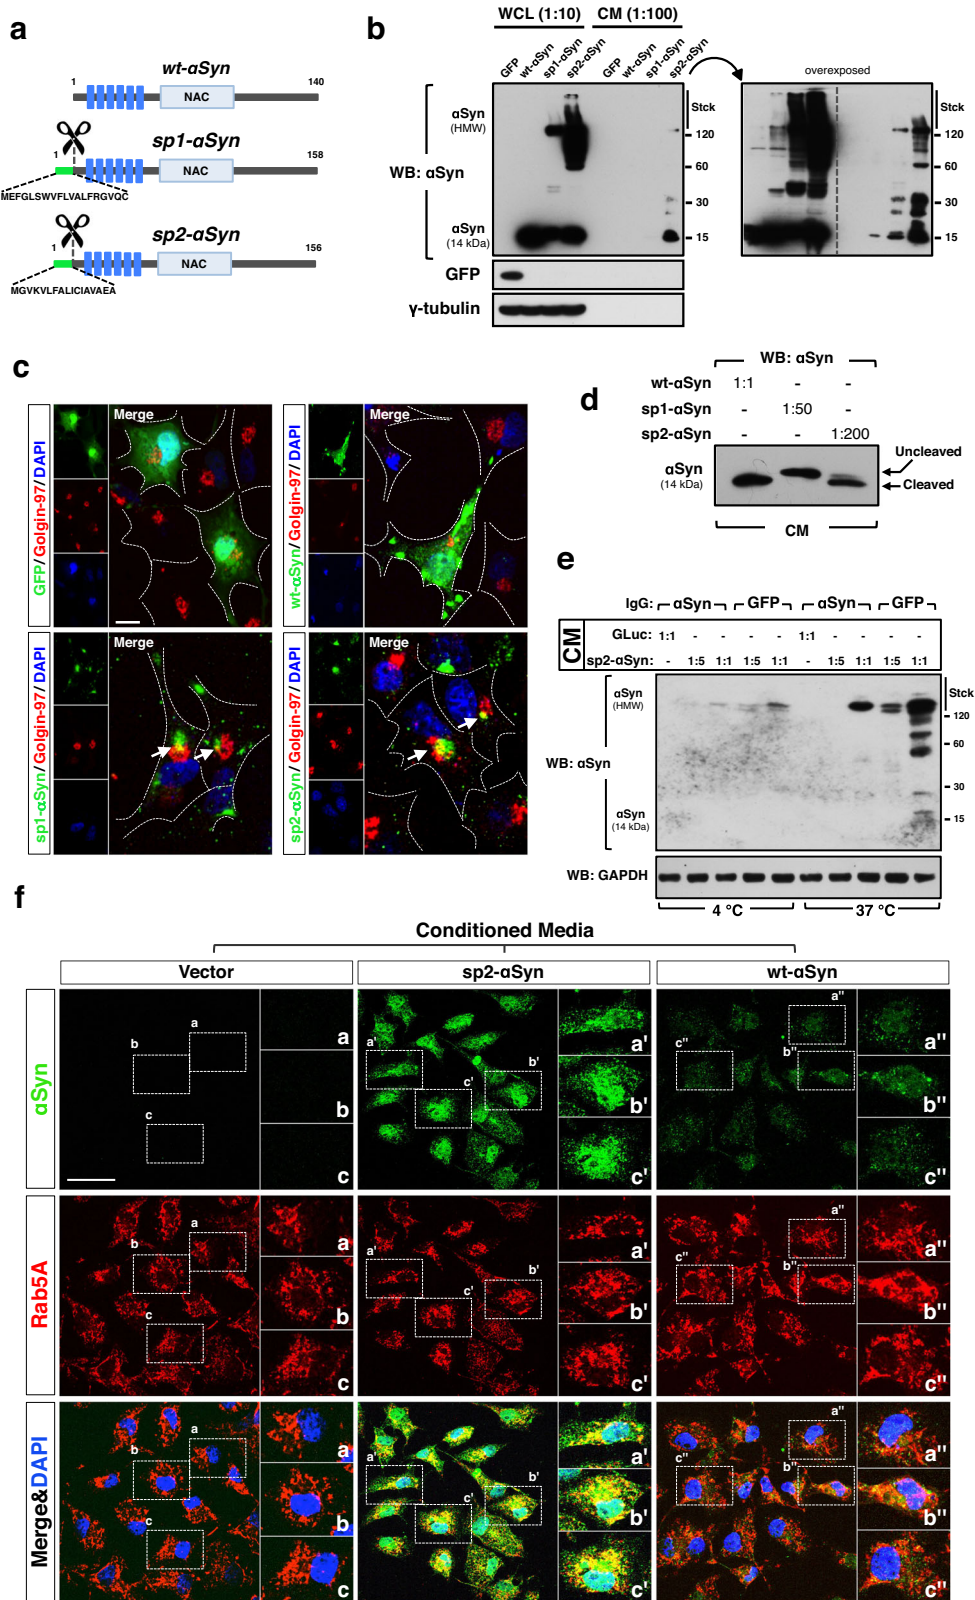 a
wt-αSyn
1
140
NAC
sp1-αSyn
1
158
NAC
MEFGLSWVFLVALFRGVQC
sp2-αSyn
1
156
NAC
MGVKVLFALICIAVAEA
b
WCL (1:10)
CM (1:100)
GFP
wt-αSyn
sp1-αSyn
sp2-αSyn
GFP
wt-αSyn
sp1-αSyn
sp2-αSyn
overexposed
WB: αSyn
αSyn
(HMW)
αSyn
(14 kDa)
Stck
120
60
30
15
Stck
120
60
30
15
GFP
γ-tubulin
c
GFP/Golgin-97/DAPI
Merge
wt-αSyn/Golgin-97/DAPI
Merge
sp1-αSyn/Golgin-97/DAPI
Merge
sp2-αSyn/Golgin-97/DAPI
Merge
d
WB: αSyn
wt-αSyn 1:1 - -
sp1-αSyn - 1:50 -
sp2-αSyn - - 1:200
αSyn
(14 kDa)
Uncleaved
Cleaved
CM
e
IgG: αSyn GFP αSyn GFP
CM
GLuc: 1:1 - - - - 1:1 - - - -
sp2-αSyn: - 1:5 1:1 1:5 1:1 - 1:5 1:1 1:5 1:1
WB: αSyn
αSyn
(HMW)
αSyn
(14 kDa)
Stck
120
60
30
15
WB: GAPDH
4 °C
37 °C
f
Conditioned Media
Vector
sp2-αSyn
wt-αSyn
αSyn
a
b
c
a
b
c
a'
b'
c'
a'
b'
c'
a''
b''
c''
a''
b''
c''
Rab5A
a
b
c
a
b
c
a'
b'
c'
a'
b'
c'
a''
b''
c''
a''
b''
c''
Merge&DAPI
a
b
c
a
b
c
a'
b'
c'
a'
b'
c'
a''
b''
c''
a''
b''
c''